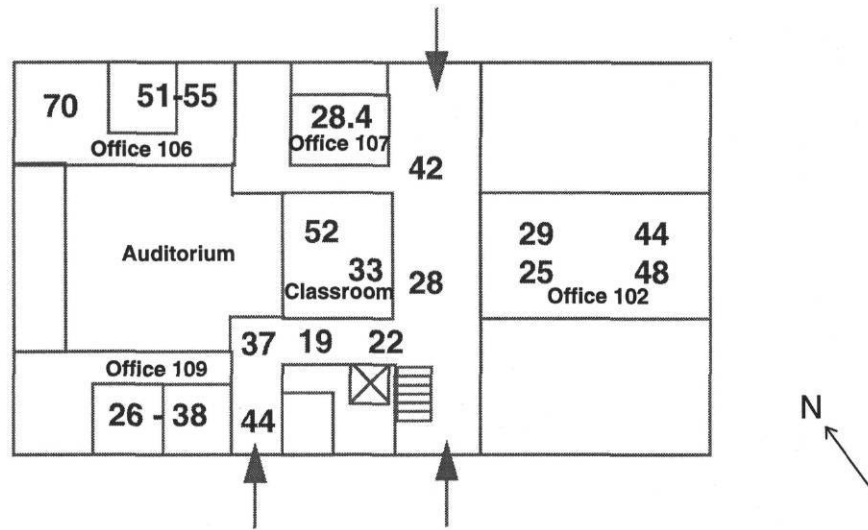 70 51-55
Office 106
28.4
Office 107
42
52
33
Classroom
Auditorium
28
29 44
25 48
Office 102
37 19 22
Office 109
26 - 38
44
N